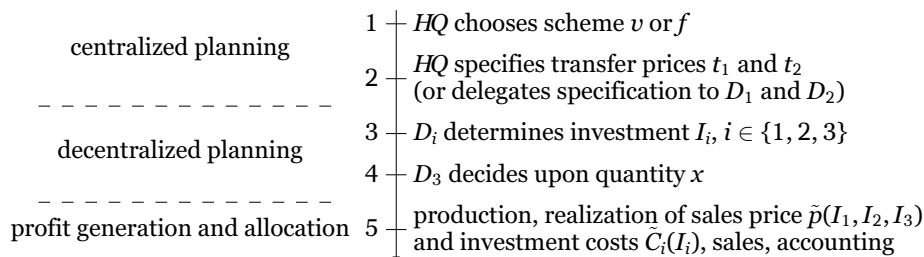 centralized planning
1 HQ chooses scheme v or f
2 HQ specifies transfer prices t₁ and t₂
(or delegates specification to D₁ and D₂)
decentralized planning
3 Dᵢ determines investment Iᵢ, i ∈ {1, 2, 3}
4 D₃ decides upon quantity x
profit generation and allocation
5 production, realization of sales price p̃(I₁, I₂, I₃)
and investment costs C̃ᵢ(Iᵢ), sales, accounting